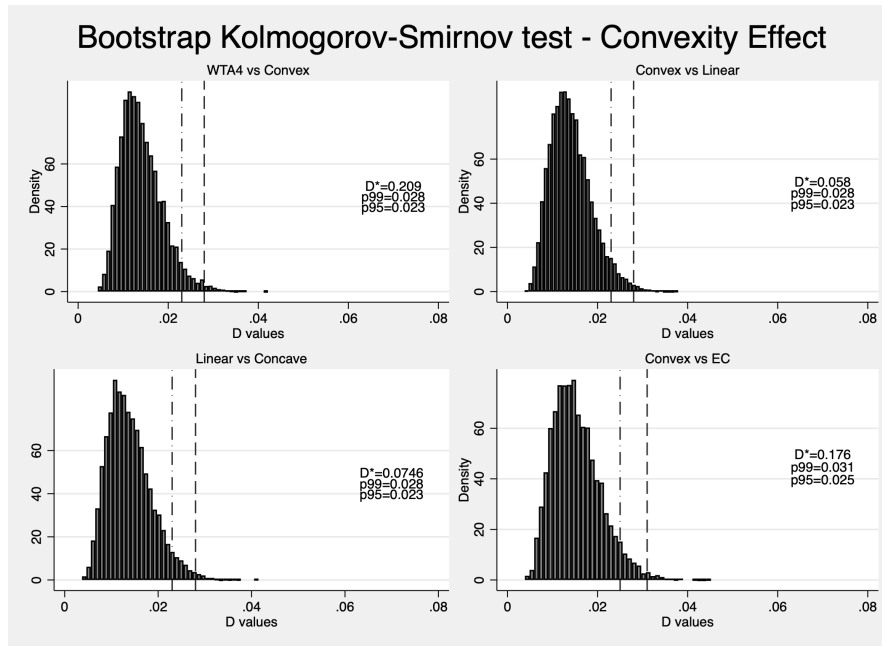 Bootstrap Kolmogorov-Smirnov test - Convexity Effect
WTA4 vs Convex
Density
0
20
40
60
D*=0.209
p99=0.028
p95=0.023
0 .02 .04 .06 .08
D values
Convex vs Linear
Density
0
20
40
60
D*=0.058
p99=0.028
p95=0.023
0 .02 .04 .06 .08
D values
Linear vs Concave
Density
0
20
40
60
D*=0.0746
p99=0.028
p95=0.023
0 .02 .04 .06 .08
D values
Convex vs EC
Density
0
20
40
60
D*=0.176
p99=0.031
p95=0.025
0 .02 .04 .06 .08
D values